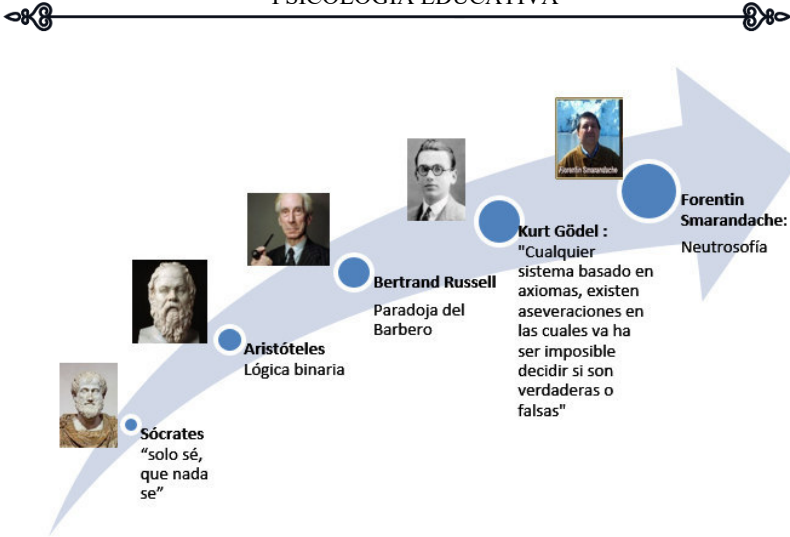 PSICOLOGÍA EDUCATIVA
Sócrates
“solo sé,
que nada
se”
Aristóteles
Lógica binaria
Bertrand Russell
Paradoja del
Barbero
Kurt Gödel :
"Cualquier
sistema basado en
axiomas, existen
aseveraciones en
las cuales va ha
ser imposible
decidir si son
verdaderas o
falsas"
Florentin Smarandache
Forentin
Smarandache:
Neutrosofía